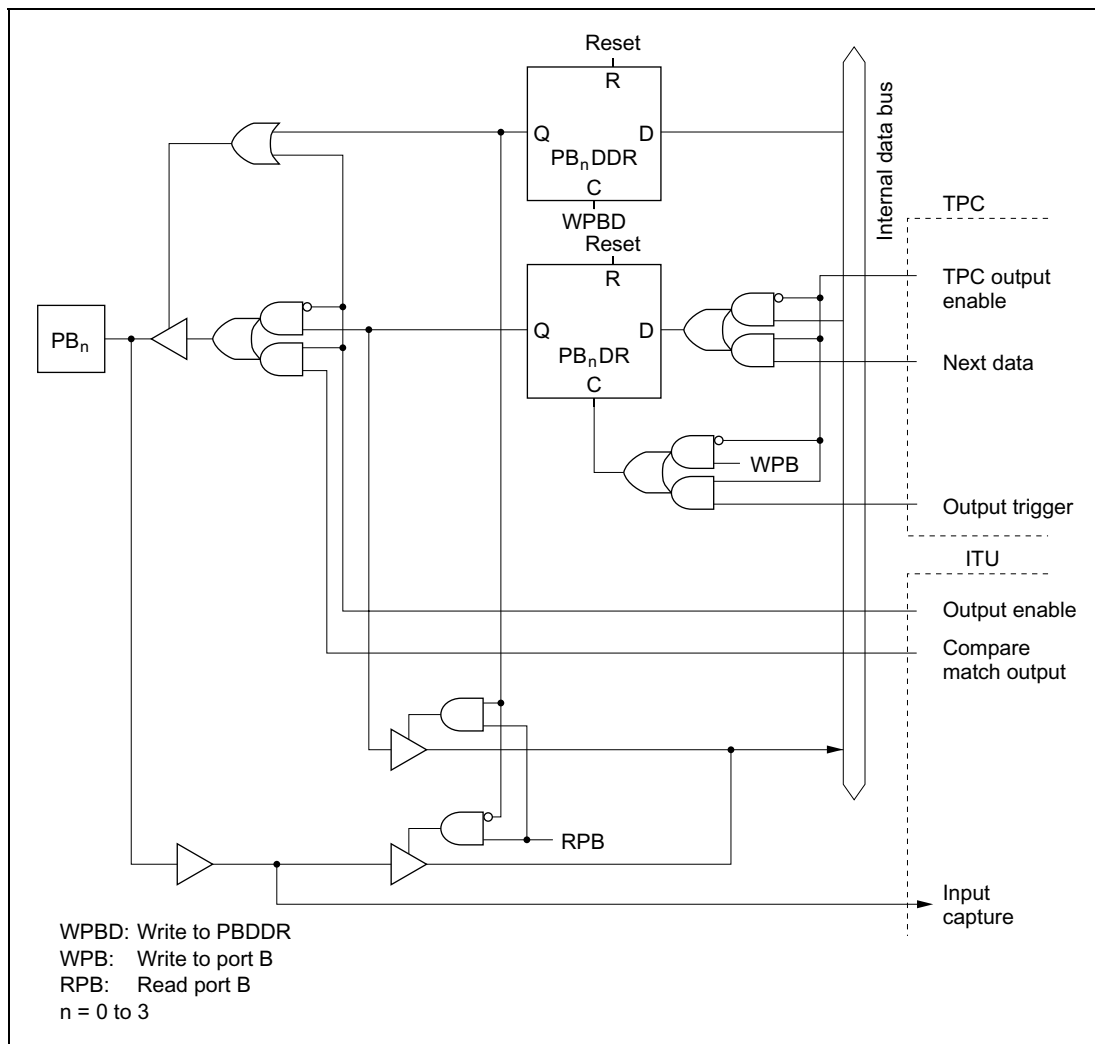 Reset
R
Q
D
PBnDDR
C
WPBD
Reset
R
Q
D
PBnDR
C
PBn
WPB
Internal data bus
TPC
TPC output
enable
Next data
Output trigger
ITU
Output enable
Compare
match output
RPB
Input
capture
WPBD: Write to PBDDR
WPB: Write to port B
RPB: Read port B
n = 0 to 3